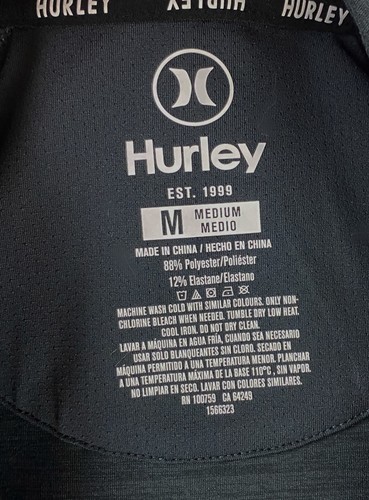 HURLEY
HURLEX
HURLEY
Hurley
EST. 1999
M MEDIUM
MEDIO
MADE IN CHINA / HECHO EN CHINA
88% Polyester/Poliéster
12% Elastane/Elastano
MACHINE WASH COLD WITH SIMILAR COLOURS. ONLY NON-
CHLORINE BLEACH WHEN NEEDED. TUMBLE DRY LOW HEAT.
COOL IRON. DO NOT DRY CLEAN.
LAVAR A MÁQUINA EN AGUA FRÍA, CUANDO SEA NECESARIO
USAR SOLO BLANQUEANTES SIN CLORO. SECADO EN
MÁQUINA PERMITIDO A UNA TEMPERATURA MENOR. PLANCHAR
A UNA TEMPERATURA MÁXIMA DE LA BASE 110°C , SIN VAPOR.
NO LIMPIAR EN SECO. LAVAR CON COLORES SIMILARES.
RN 100759 CA 64249
1566323